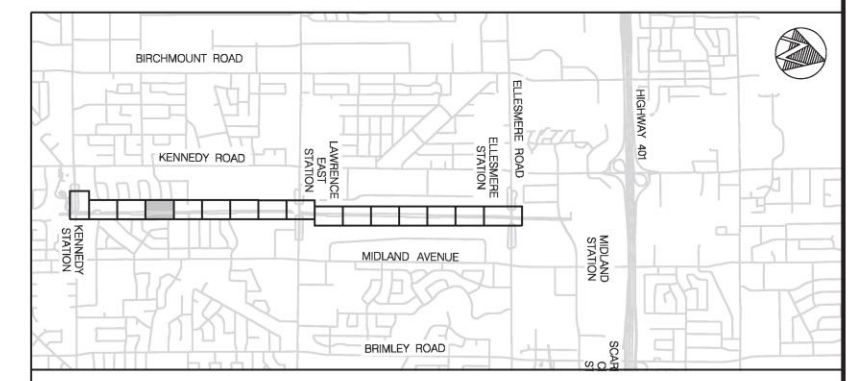 BIRCHMOUNT ROAD
ELLESMERE ROAD
HIGHWAY 401
KENNEDY ROAD
LAWRENCE
EAST
STATION
ELLESMERE
STATION
KENNEDY
STATION
MIDLAND AVENUE
MIDLAND
STATION
BRIMLEY ROAD
SCAR